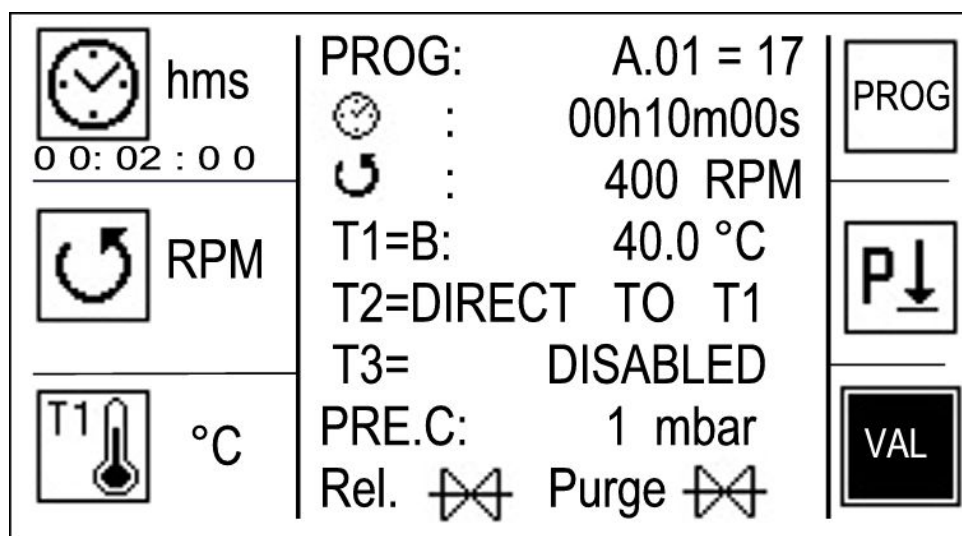 hms
00:02:00
RPM
T1
°C
PROG: A.01 = 17
: 00h10m00s
: 400 RPM
T1=B: 40.0 °C
T2=DIRECT TO T1
T3= DISABLED
PRE.C: 1 mbar
Rel. Purge
PROG
P
VAL